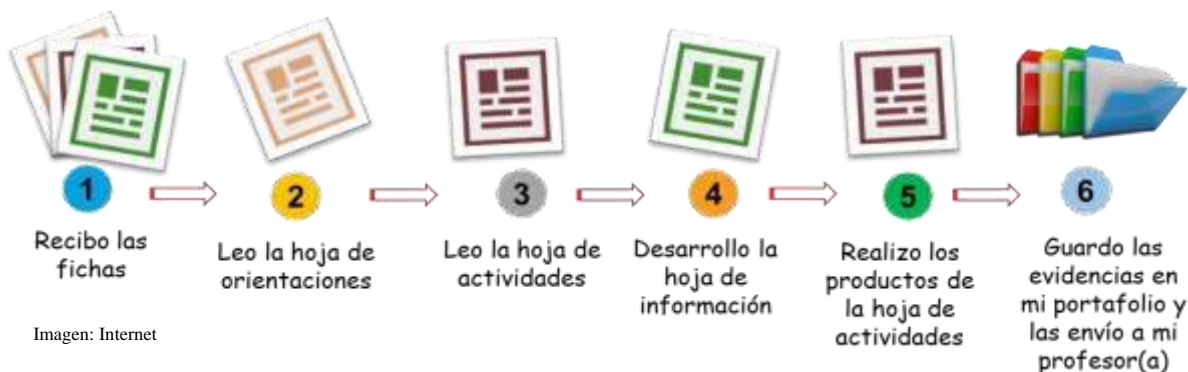 1
Recibo las
fichas
2
Leo la hoja de
orientaciones
3
Leo la hoja de
actividades
4
Desarrollo la
hoja de
información
5
Realizo los
productos de
la hoja de
actividades
6
Guardo las
evidencias en
mi portafolio y
las envío a mi
profesor(a)
Imagen: Internet